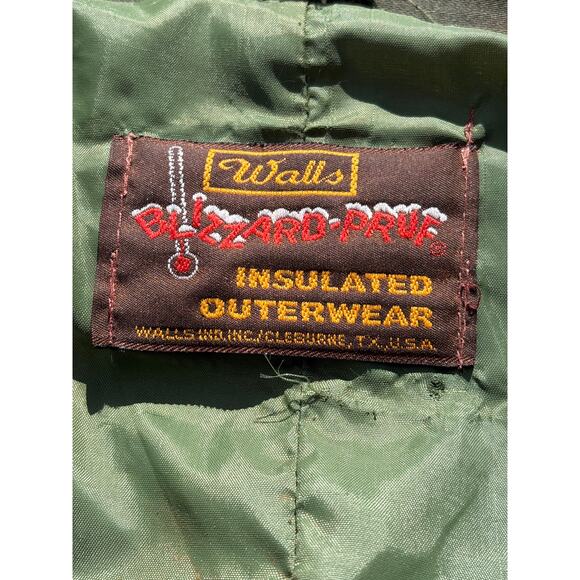 Walls
BLIZZARD-PRUF®
INSULATED
OUTERWEAR
WALLS IND, INC./CLEBURNE, TX., U.S.A.